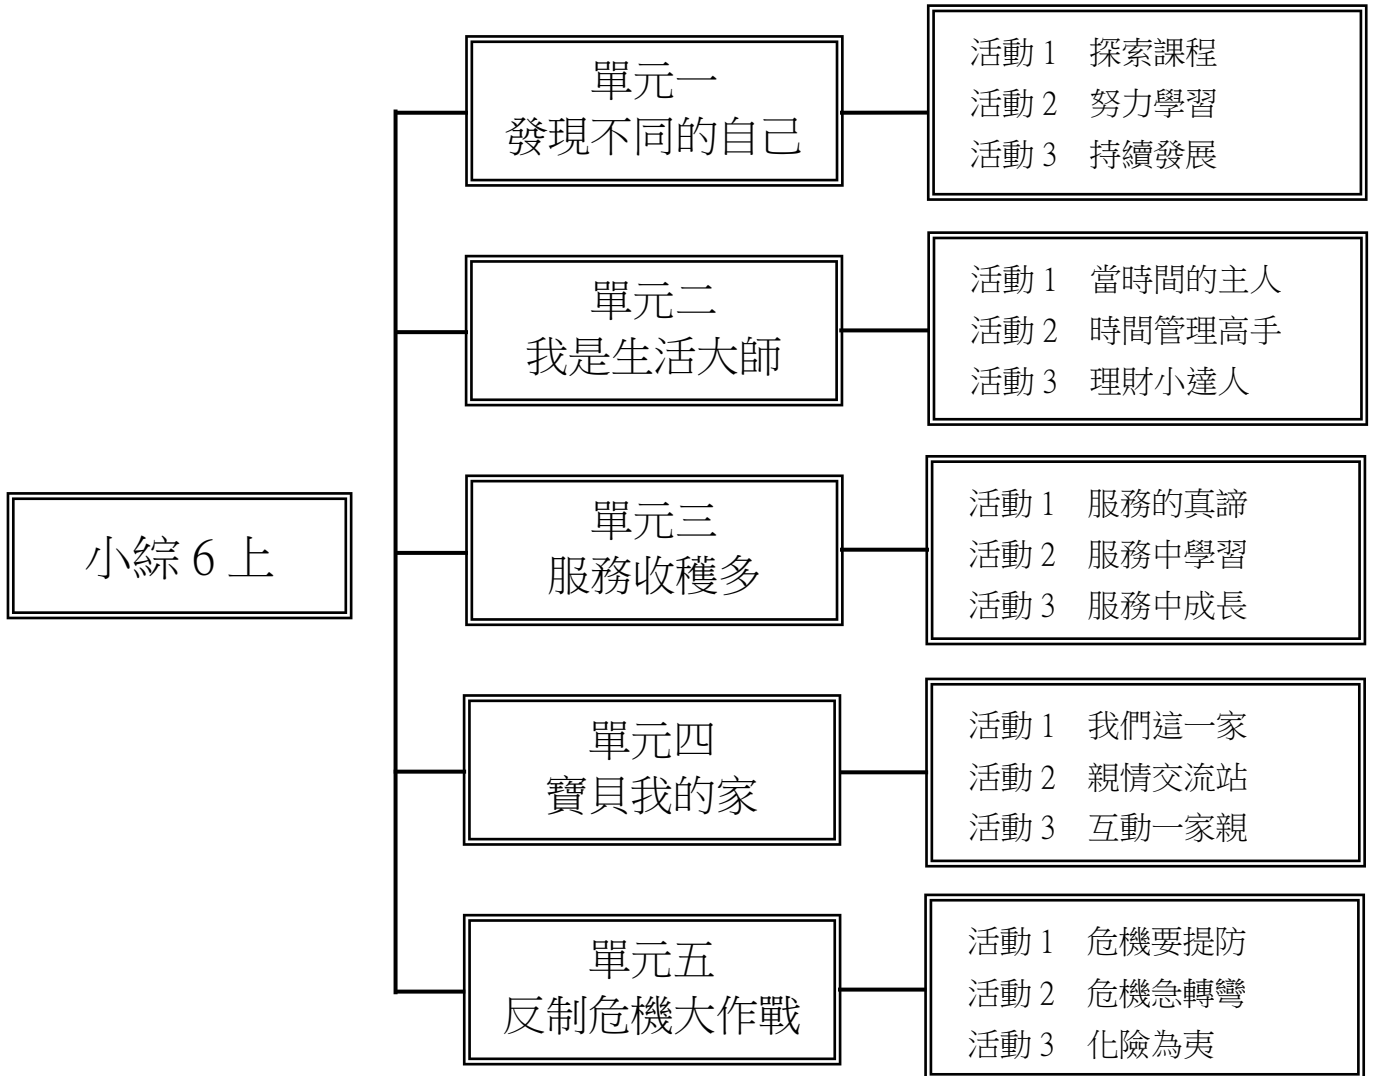 小綜 6 上
單元一
發現不同的自己
活動 1　探索課程
活動 2　努力學習
活動 3　持續發展
單元二
我是生活大師
活動 1　當時間的主人
活動 2　時間管理高手
活動 3　理財小達人
單元三
服務收穫多
活動 1　服務的真諦
活動 2　服務中學習
活動 3　服務中成長
單元四
寶貝我的家
活動 1　我們這一家
活動 2　親情交流站
活動 3　互動一家親
單元五
反制危機大作戰
活動 1　危機要提防
活動 2　危機急轉彎
活動 3　化險為夷